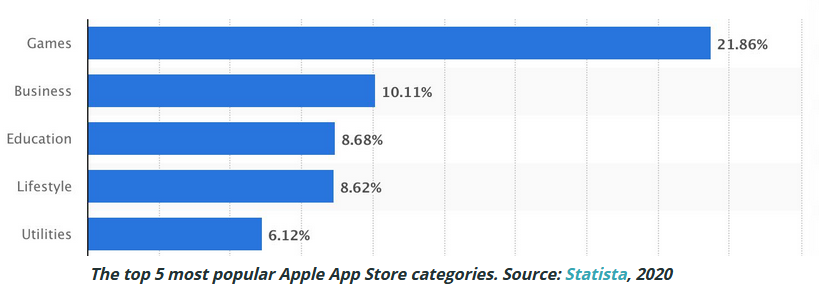 Games 21.86%
Business 10.11%
Education 8.68%
Lifestyle 8.62%
Utilities 6.12%
The top 5 most popular Apple App Store categories. Source: Statista, 2020